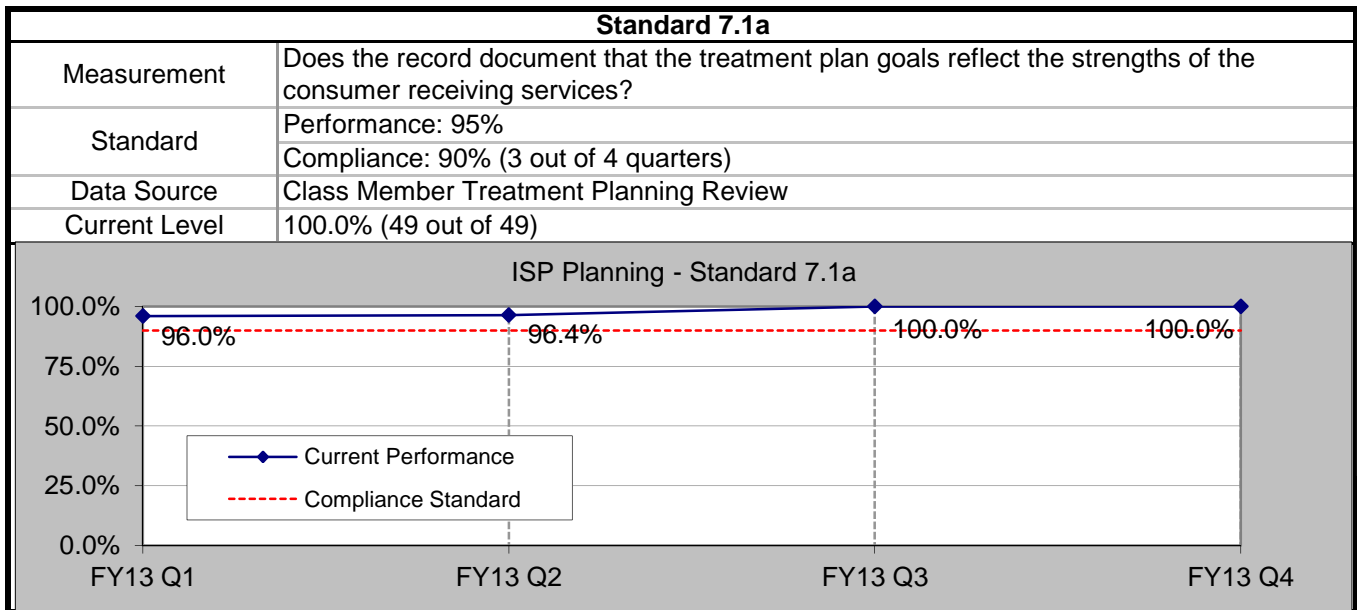 Standard 7.1a
Measurement
Does the record document that the treatment plan goals reflect the strengths of the
consumer receiving services?
Standard
Performance: 95%
Compliance: 90% (3 out of 4 quarters)
Data Source
Class Member Treatment Planning Review
Current Level
100.0% (49 out of 49)
ISP Planning - Standard 7.1a
100.0%
75.0%
50.0%
25.0%
0.0%
96.0%
96.4%
100.0%
100.0%
Current Performance
Compliance Standard
FY13 Q1
FY13 Q2
FY13 Q3
FY13 Q4